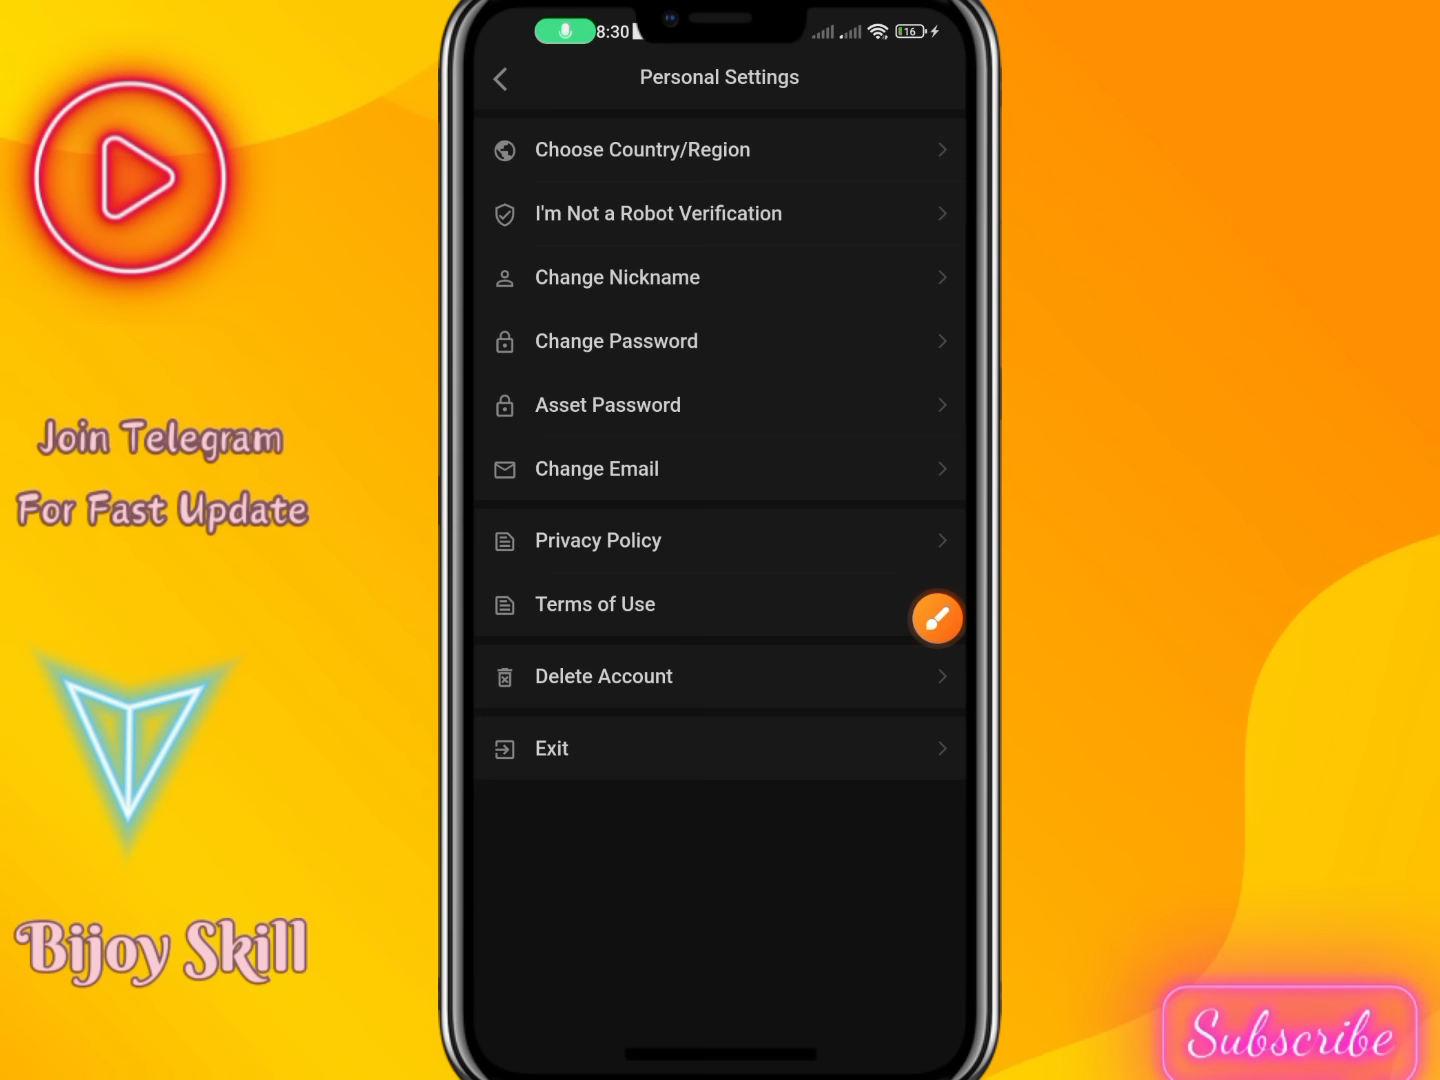 8:30
16
Personal Settings
Choose Country/Region
I'm Not a Robot Verification
Change Nickname
Change Password
Asset Password
Change Email
Privacy Policy
Terms of Use
Delete Account
Exit
Join Telegram
For Fast Update
Bijoy Skill
Subscribe